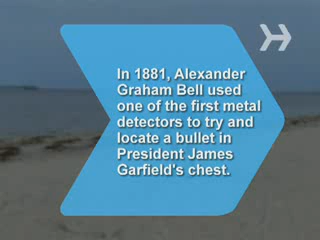 In 1881, Alexander
Graham Bell used
one of the first metal
detectors to try and
locate a bullet in
President James
Garfield's chest.